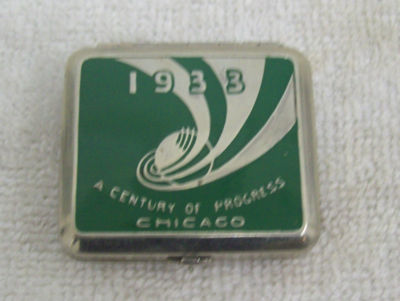 1933
A CENTURY OF PROGRESS
CHICAGO